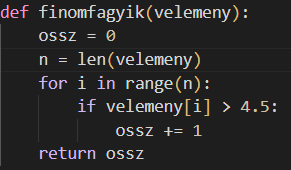 def finomfagyik(velemeny):
    ossz = 0
    n = len(velemeny)
    for i in range(n):
        if velemeny[i] > 4.5:
            ossz += 1
    return ossz